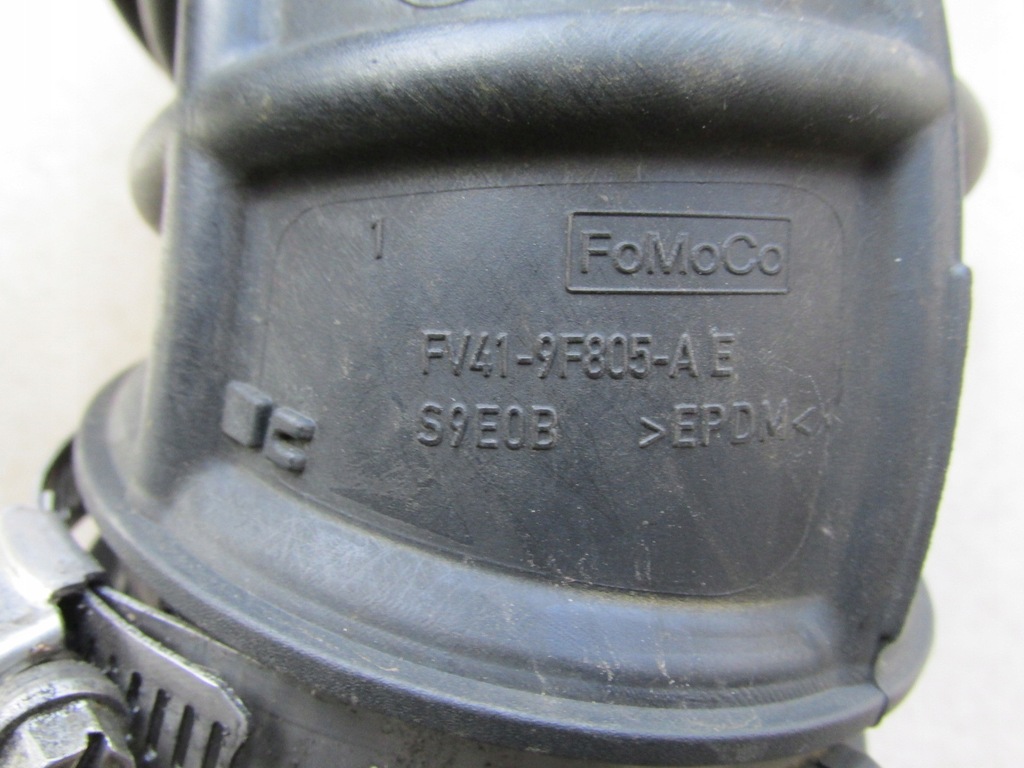 1 FoMoCo
FV41-9F805-AE
S9E0B >EPDM<